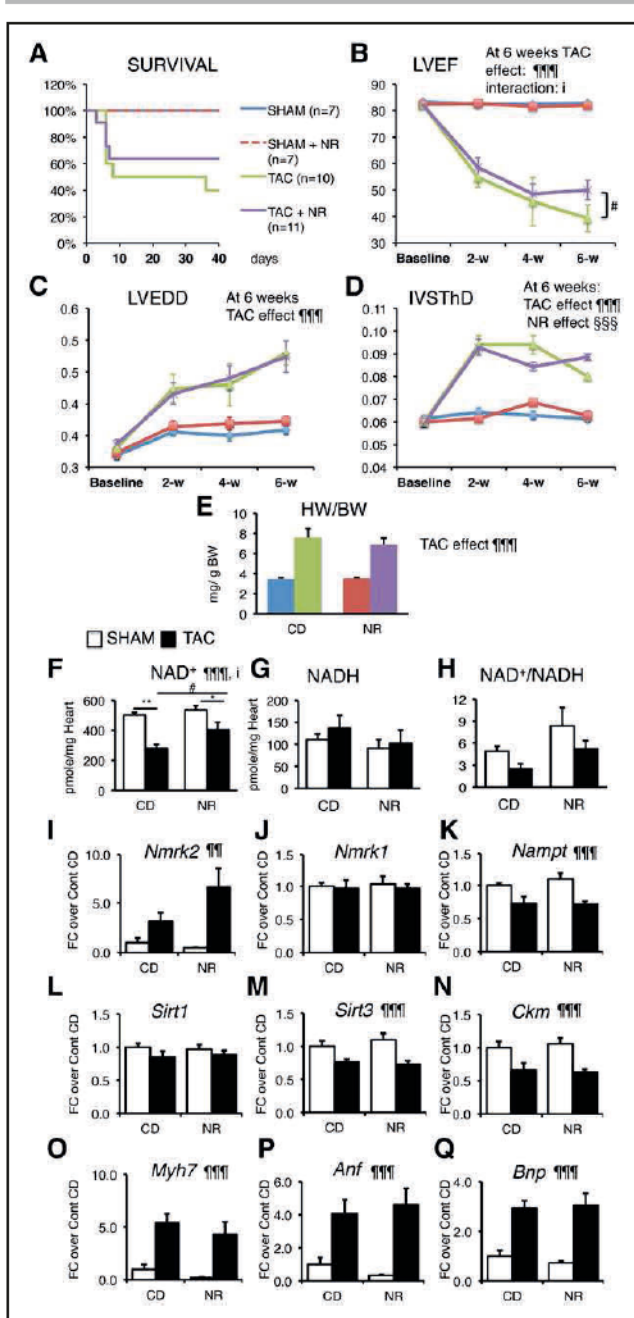 A SURVIVAL
120%
100%
80%
60%
40%
20%
0%
0 10 20 30 40
days
SHAM (n=7)
SHAM + NR
(n=7)
TAC (n=10)
TAC + NR
(n=11)
B LVEF
At 6 weeks TAC
effect: ¶¶¶
interaction: i
90
80
70
60
50
40
30
#
Baseline 2-w 4-w 6-w
C LVEDD
At 6 weeks
TAC effect ¶¶¶
0.6
0.5
0.5
0.4
0.4
0.3
Baseline 2-w 4-w 6-w
D IVSThD
At 6 weeks:
TAC effect ¶¶¶
NR effect §§§
0.11
0.10
0.09
0.08
0.07
0.06
0.05
0.04
Baseline 2-w 4-w 6-w
E HW/BW
TAC effect ¶¶¶
mg/ g BW
10
8
6
4
2
0
CD NR
SHAM TAC
F NAD+ ¶¶¶, i
pmole/mg Heart
600
400
200
0
** # *
CD NR
G NADH
pmole/mg Heart
200
150
100
50
0
CD NR
H NAD+/NADH
12
9
6
3
0
CD NR
I Nmrk2 ¶¶
FC over Cont CD
10.0
5.0
0.0
CD NR
J Nmrk1
FC over Cont CD
1.5
1.0
0.5
0.0
CD NR
K Nampt ¶¶¶
FC over Cont CD
1.5
1.0
0.5
0.0
CD NR
L Sirt1
FC over Cont CD
1.5
1.0
0.5
0.0
CD NR
M Sirt3 ¶¶¶
FC over Cont CD
1.5
1.0
0.5
0.0
CD NR
N Ckm ¶¶¶
FC over Cont CD
1.5
1.0
0.5
0.0
CD NR
O Myh7 ¶¶¶
FC over Cont CD
10.0
5.0
0.0
CD NR
P Anf ¶¶¶
FC over Cont CD
6.0
4.0
2.0
0.0
CD NR
Q Bnp ¶¶¶
FC over Cont CD
4.0
2.0
0.0
CD NR